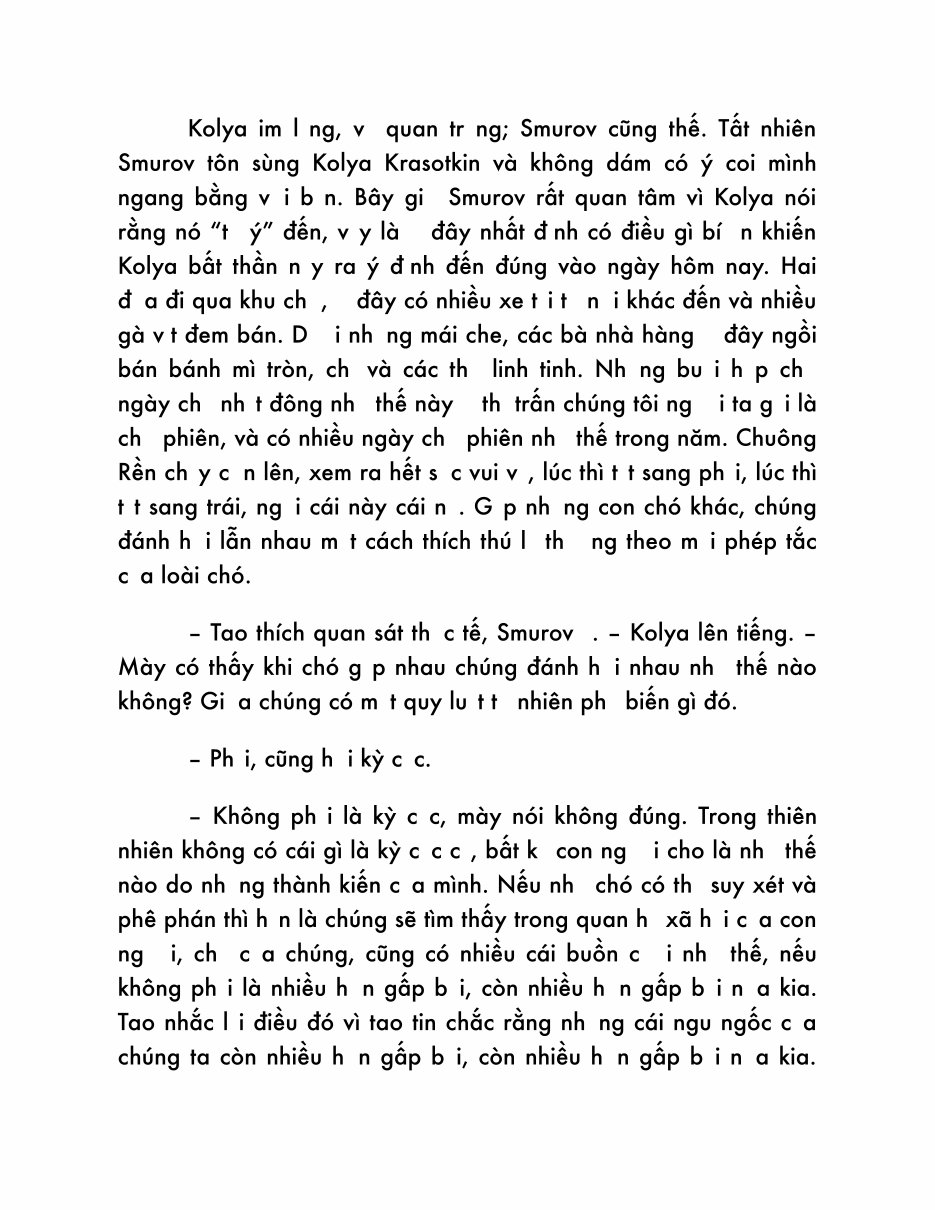 Kolya im l ng, v  quan tr ng; Smurov cũng thế. Tất nhiên
Smurov tôn sùng Kolya Krasotkin và không dám có ý coi mình
ngang bằng v i b n. Bây gi  Smurov rất quan tâm vì Kolya nói
rằng nó “t  ý” đến, v y là  đây nhất đ nh có điều gì bí n khiến
Kolya bất thần n y ra ý đ nh đến đúng vào ngày hôm nay. Hai
đ a đi qua khu ch ,  đây có nhiều xe t i t  n i khác đến và nhiều
gà v t đem bán. D  i nh ng mái che, các bà nhà hàng  đây ngồi
bán bánh mì tròn, ch  và các th  linh tinh. Nh ng bu i h p ch
ngày ch  nh t đông nh  thế này  th  trấn chúng tôi ng  i ta g i là
ch  phiên, và có nhiều ngày ch  phiên nh  thế trong năm. Chuông
Rền ch y c n lên, xem ra hết s c vui v , lúc thì t t sang ph i, lúc thì
t t sang trái, ng i cái này cái n . G p nh ng con chó khác, chúng
đánh h i lẫn nhau m t cách thích thú l  th  ng theo m i phép tắc
c a loài chó.
– Tao thích quan sát th c tế, Smurov  . – Kolya lên tiếng. –
Mày có thấy khi chó g p nhau chúng đánh h i nhau nh  thế nào
không? Gi a chúng có m t quy lu t t  nhiên ph  biến gì đó.
– Ph i, cũng h i kỳ c c.
– Không ph i là kỳ c c, mày nói không đúng. Trong thiên
nhiên không có cái gì là kỳ c c c , bất k  con ng  i cho là nh  thế
nào do nh ng thành kiến c a mình. Nếu nh  chó có th  suy xét và
phê phán thì h n là chúng sẽ tìm thấy trong quan h  xã h i c a con
ng  i, ch  c a chúng, cũng có nhiều cái buồn c  i nh  thế, nếu
không ph i là nhiều h n gấp b i, còn nhiều h n gấp b i n a kia.
Tao nhắc l i điều đó vì tao tin chắc rằng nh ng cái ngu ngốc c a
chúng ta còn nhiều h n gấp b i, còn nhiều h n gấp b i n a kia.